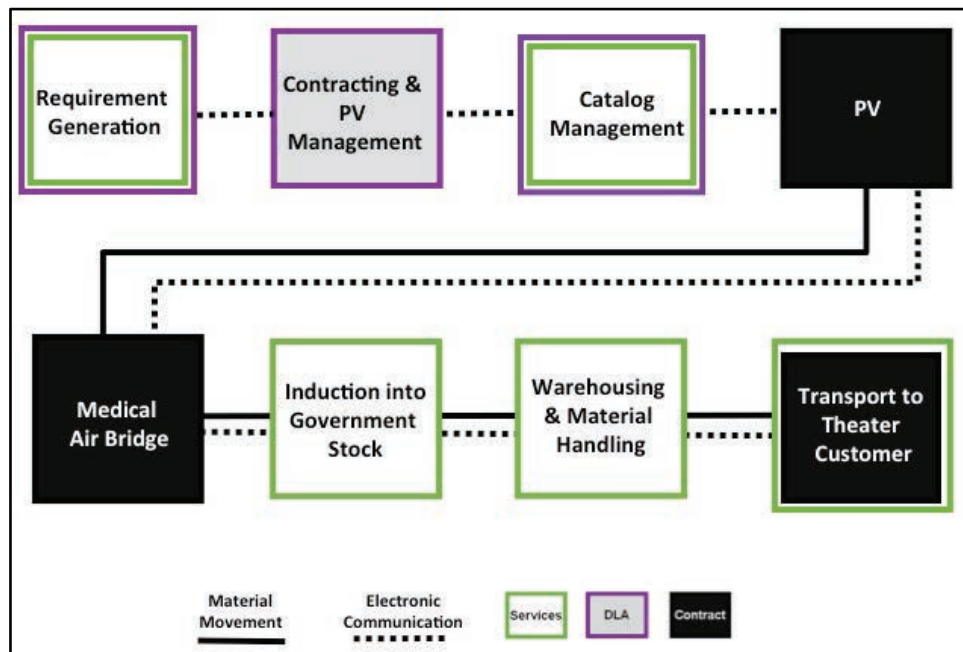 Requirement
Generation
Contracting &
PV
Management
Catalog
Management
PV
Medical
Air Bridge
Induction into
Government
Stock
Warehousing
& Material
Handling
Transport to
Theater
Customer
Material
Movement
Electronic
Communication
Services
DLA
Contract